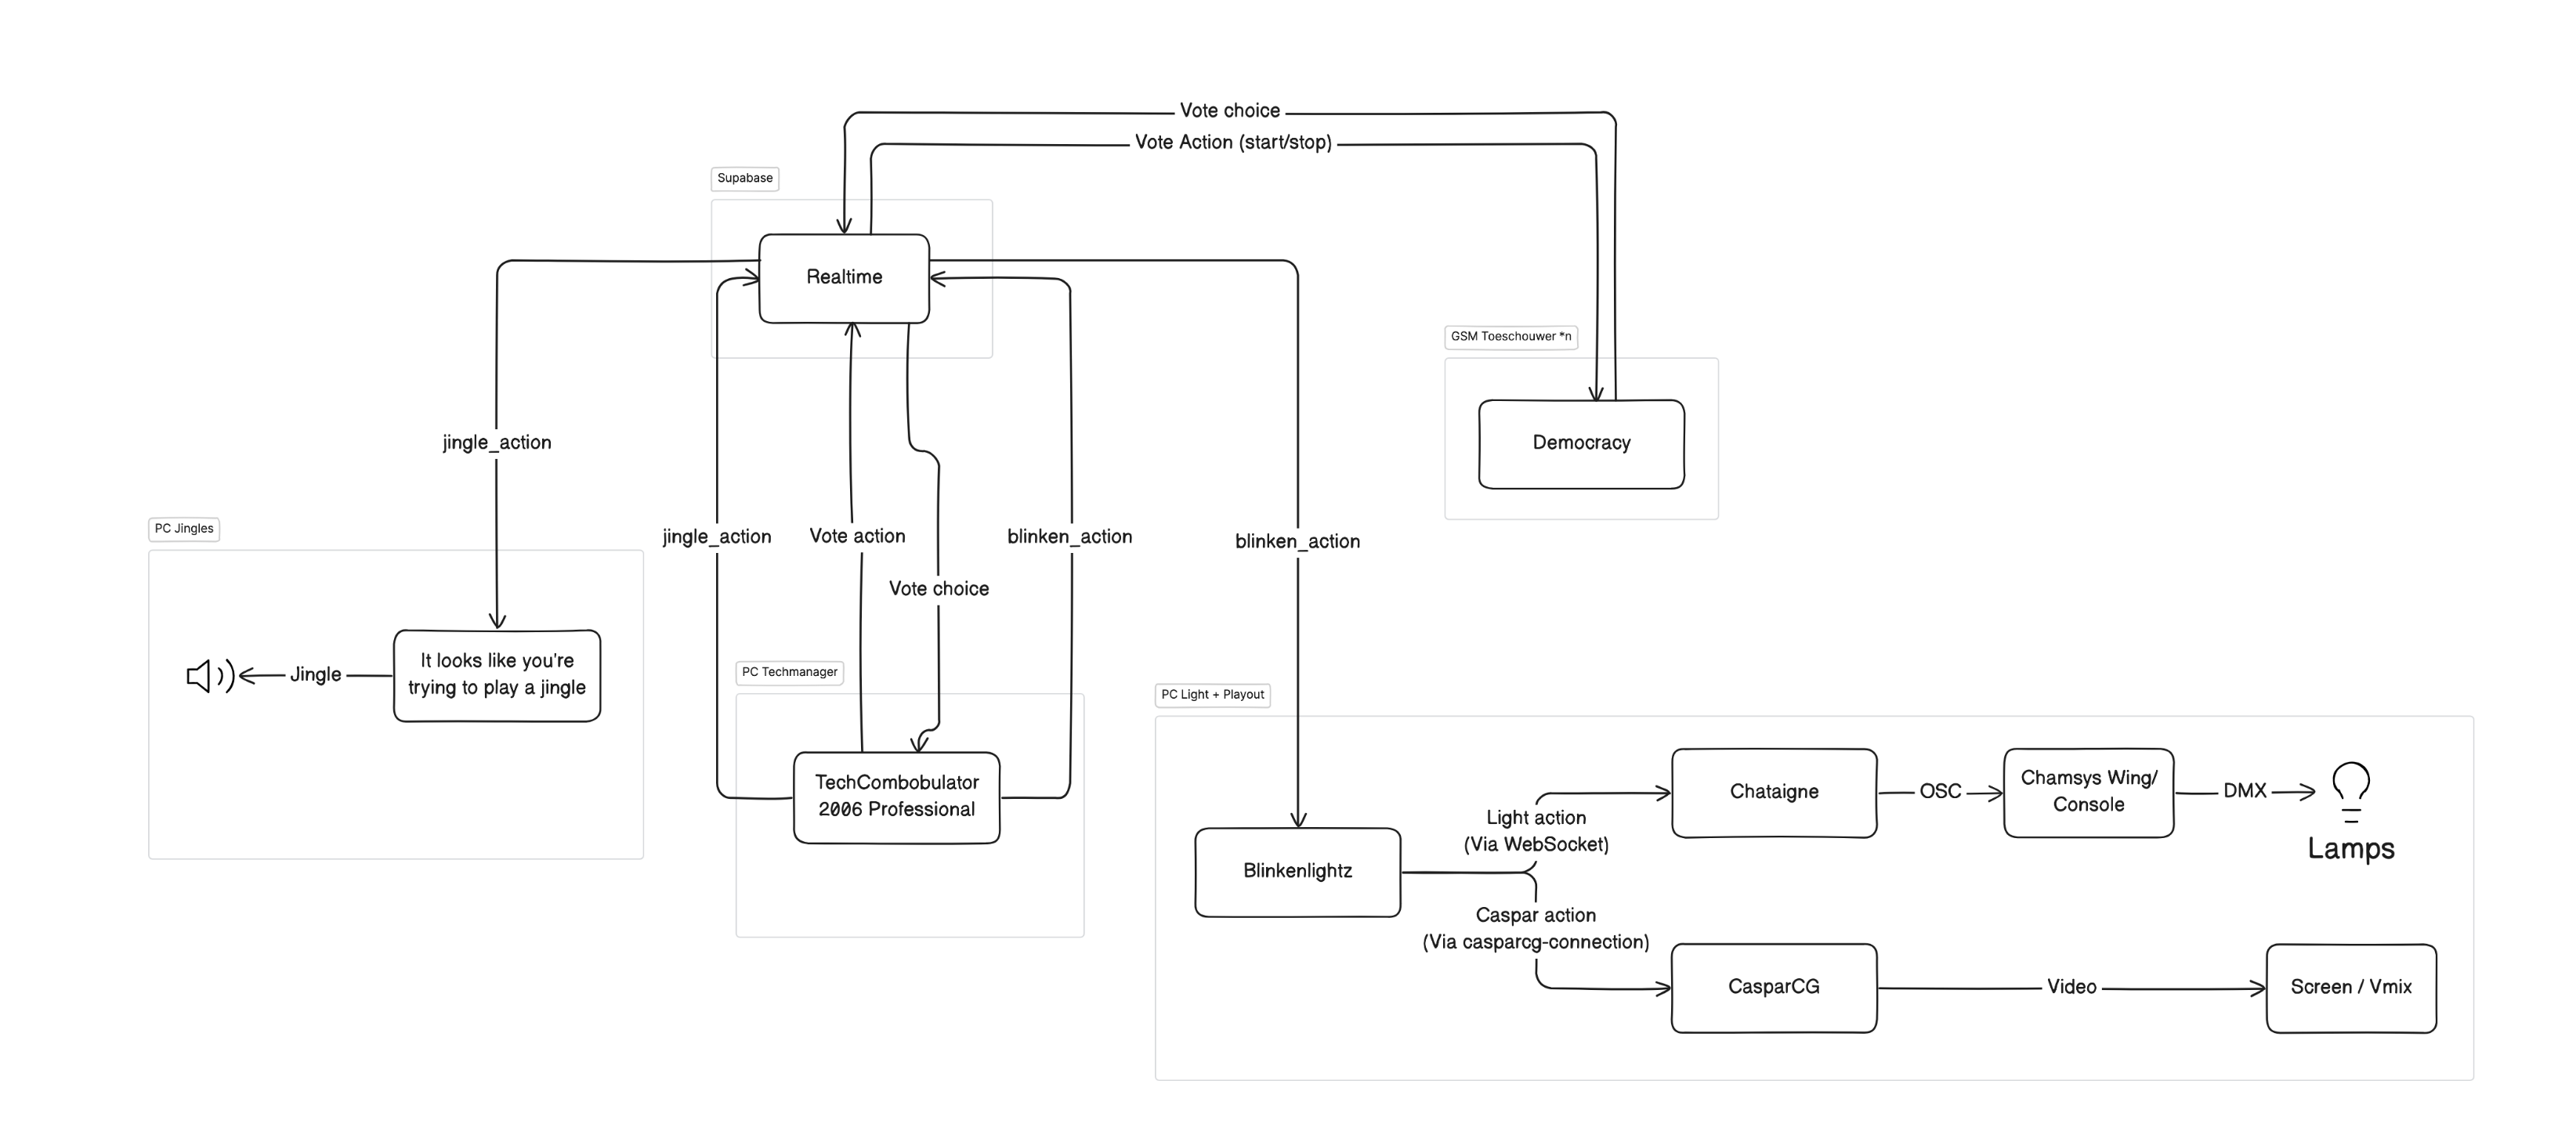 Vote choice
Vote Action (start/stop)
Supabase
Realtime
GSM Toeschouwer *n
Democracy
jingle_action
PC Jingles
jingle_action
Vote action
blinken_action
blinken_action
Vote choice
It looks like you're
trying to play a jingle
Jingle
PC Techmanager
TechCombobulator
2006 Professional
PC Light + Playout
Blinkenlightz
Light action
(Via WebSocket)
Chataigne
OSC
Chamsys Wing/
Console
DMX
Lamps
Caspar action
(Via casparcg-connection)
CasparCG
Video
Screen / Vmix